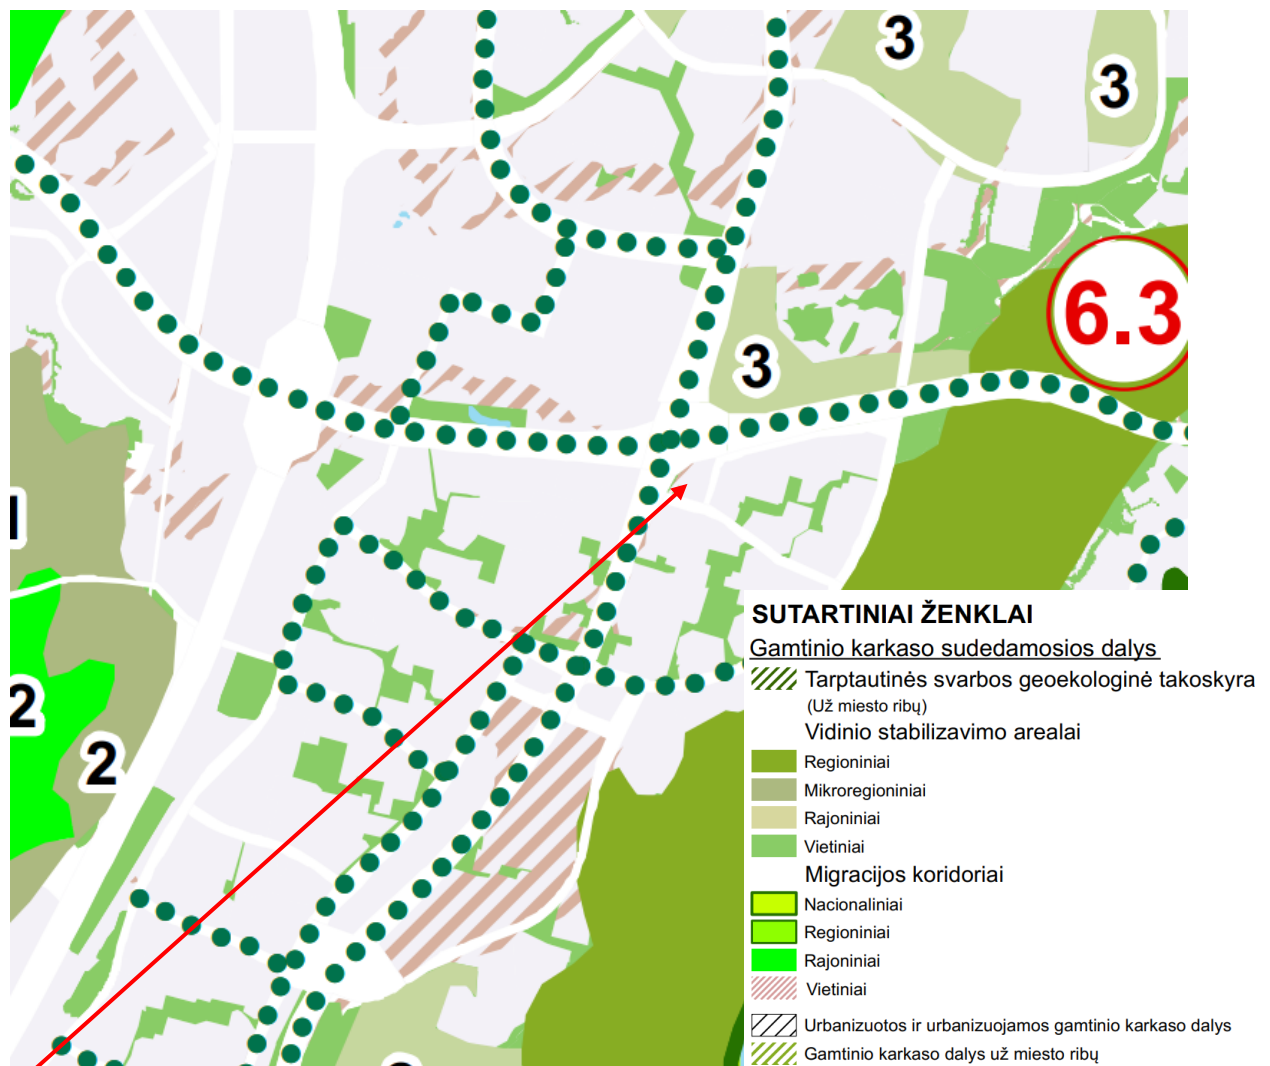 3
3
6.3
3
2
2
SUTARTINIAI ŽENKLAI
Gamtinio karkaso sudedamosios dalys
Tarptautinės svarbos geoekologinė takoskyra
(Už miesto ribų)
Vidinio stabilizavimo arealai
Regioniniai
Mikroregioniniai
Rajoniniai
Vietiniai
Migracijos koridoriai
Nacionaliniai
Regioniniai
Rajoniniai
Vietiniai
Urbanizuotos ir urbanizuojamos gamtinio karkaso dalys
Gamtinio karkaso dalys už miesto ribų